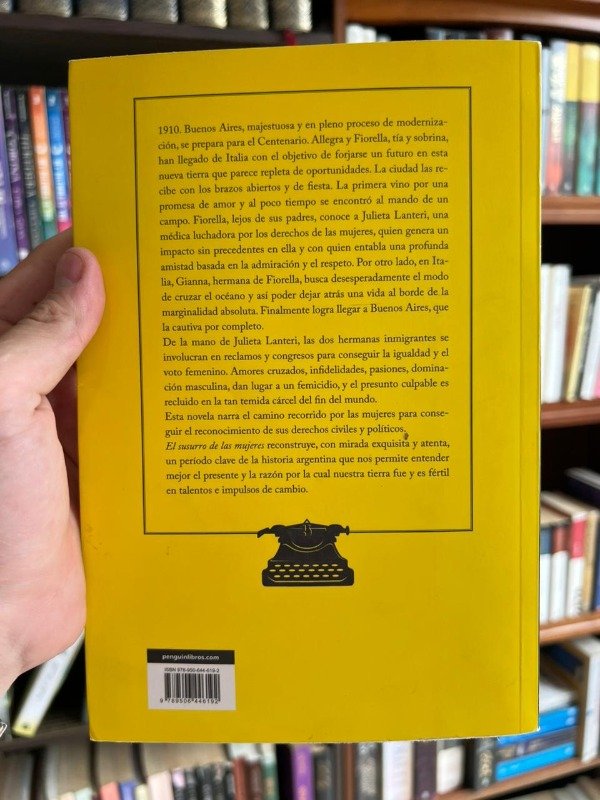 1910. Buenos Aires, majestuosa y en pleno proceso de moderniza-
ción, se prepara para el Centenario. Allegra y Fiorella, tía y sobrina,
han llegado de Italia con el objetivo de forjarse un futuro en esta
nueva tierra que parece repleta de oportunidades. La ciudad las re-
cibe con los brazos abiertos y de fiesta. La primera vino por una
promesa de amor y al poco tiempo se encontró al mando de un
campo. Fiorella, lejos de sus padres, conoce a Julieta Lanteri, una
médica luchadora por los derechos de las mujeres, quien genera un
impacto sin precedentes en ella y con quien entabla una profunda
amistad basada en la admiración y el respeto. Por otro lado, en Ita-
lia, Gianna, hermana de Fiorella, busca desesperadamente el modo
de cruzar el océano y así poder dejar atrás una vida al borde de la
marginalidad absoluta. Finalmente logra llegar a Buenos Aires, que
la cautiva por completo.
De la mano de Julieta Lanteri, las dos hermanas inmigrantes se
involucran en reclamos y congresos para conseguir la igualdad y el
voto femenino. Amores cruzados, infidelidades, pasiones, domina-
ción masculina, dan lugar a un femicidio, y el presunto culpable es
recluido en la tan temida cárcel del fin del mundo.
Esta novela narra el camino recorrido por las mujeres para conse-
guir el reconocimiento de sus derechos civiles y políticos.
El susurro de las mujeres reconstruye, con mirada exquisita y atenta,
un período clave de la historia argentina que nos permite entender
mejor el presente y la razón por la cual nuestra tierra fue y es fértil
en talentos e impulsos de cambio.
penguinlibros.com
ISBN 978-950-644-619-2
9 789506 446192